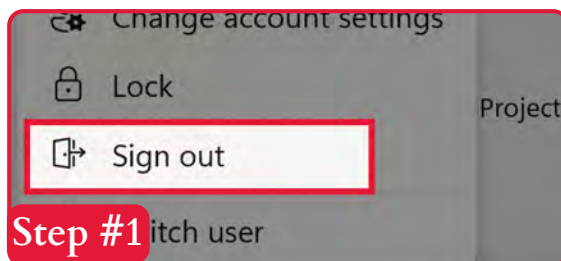 Change account settings
Lock
Project
Sign out
Step #1 itch user